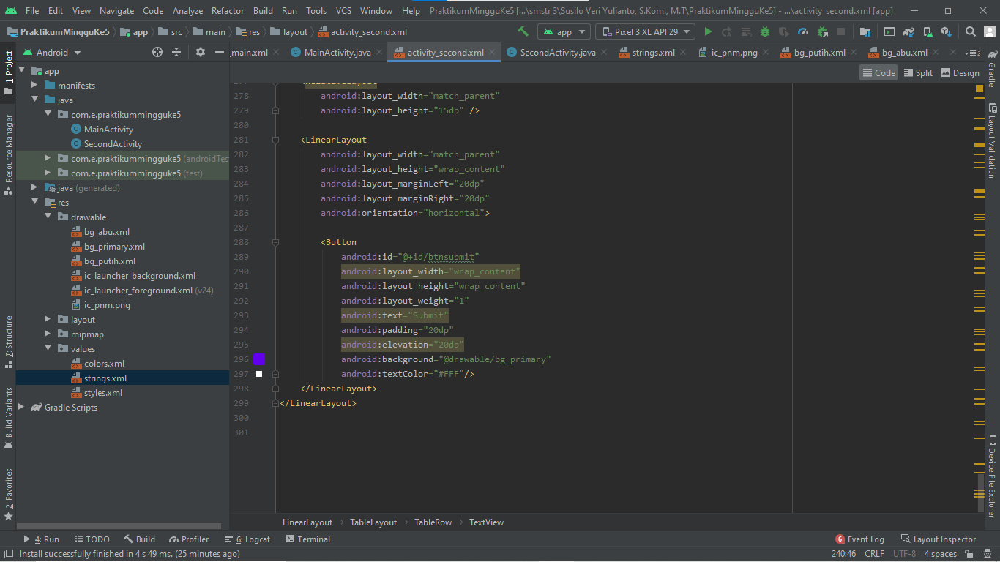 File Edit View Navigate Code Analyze Refactor Build Run Tools VCS Window Help PraktikumMingguKe5 [...\smstr 3\Susilo Veri Yulianto, S.Kom., M.T\PraktikumMingguKe5] - ...\activity_second.xml [app]
PraktikumMingguKe5 app src main res layout activity_second.xml app Pixel 3 XL API 29
Android _main.xml MainActivity.java activity_second.xml SecondActivity.java strings.xml ic_pnm.png bg_putih.xml bg_abu.xml 2
Code Split Design
1: Project
Resource Manager
7: Structure
Build Variants
2: Favorites
app
manifests
java
com.e.praktikummingguke5
MainActivity
SecondActivity
com.e.praktikummingguke5 (androidTes
com.e.praktikummingguke5 (test)
java (generated)
res
drawable
bg_abu.xml
bg_primary.xml
bg_putih.xml
ic_launcher_background.xml
ic_launcher_foreground.xml (v24)
ic_pnm.png
layout
mipmap
values
colors.xml
strings.xml
styles.xml
Gradle Scripts
278 android:layout_width="match_parent"
279 android:layout_height="15dp" />
280
281 <LinearLayout
282 android:layout_width="match_parent"
283 android:layout_height="wrap_content"
284 android:layout_marginLeft="20dp"
285 android:layout_marginRight="20dp"
286 android:orientation="horizontal">
287
288 <Button
289 android:id="@+id/btnsubmit"
290 android:layout_width="wrap_content"
291 android:layout_height="wrap_content"
292 android:layout_weight="1"
293 android:text="Submit"
294 android:padding="20dp"
295 android:elevation="20dp"
296 android:background="@drawable/bg_primary"
297 android:textColor="#FFF"/>
298 </LinearLayout>
299 </LinearLayout>
300
301
Gradle
Layout Validation
Device File Explorer
LinearLayout TableLayout TableRow TextView
4: Run TODO Build Profiler 6: Logcat Terminal 6 Event Log Layout Inspector
Install successfully finished in 4 s 49 ms. (25 minutes ago) 240:46 CRLF UTF-8 4 spaces